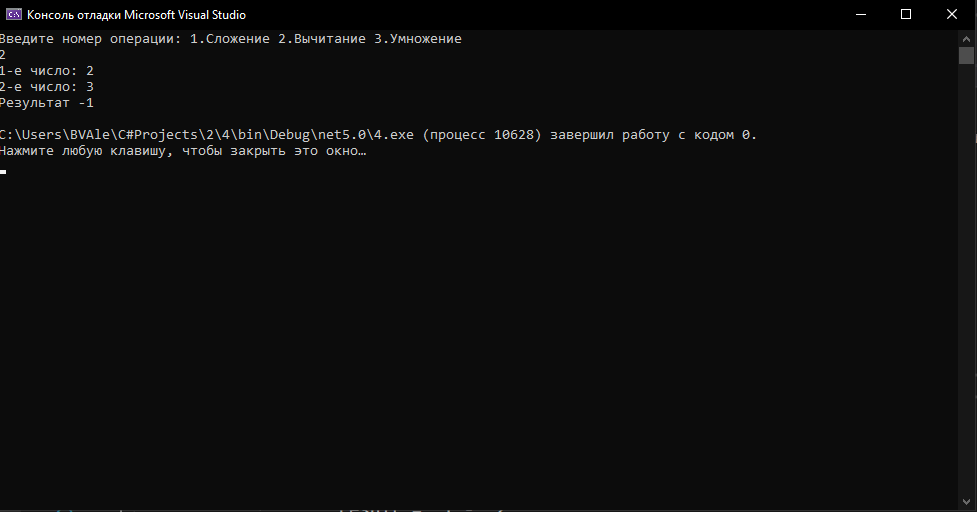 Консоль отладки Microsoft Visual Studio
Введите номер операции: 1.Сложение 2.Вычитание 3.Умножение
2
1-е число: 2
2-е число: 3
Результат -1
C:\Users\BVAle\C#Projects\2\4\bin\Debug\net5.0\4.exe (процесс 10628) завершил работу с кодом 0.
Нажмите любую клавишу, чтобы закрыть это окно…